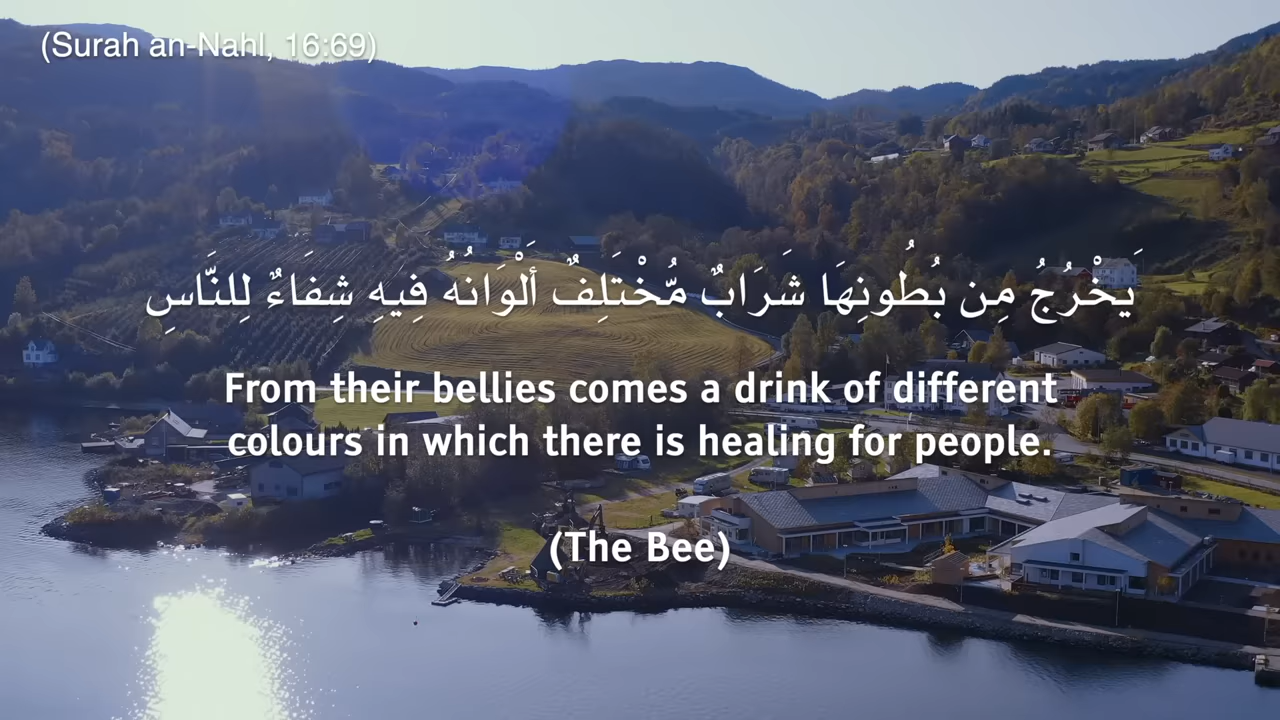 (Surah an-Nahl, 16:69)
يَخْرُجُ مِن بُطُونِهَا شَرَابٌ مُّخْتَلِفٌ أَلْوَانُهُ فِيهِ شِفَاءٌ لِلنَّاسِ
From their bellies comes a drink of different
colours in which there is healing for people.
(The Bee)